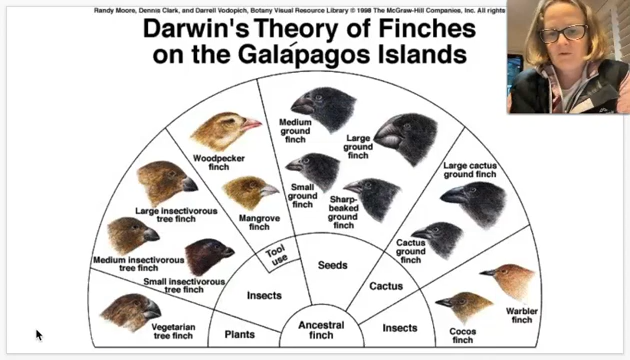 Randy Moore, Dennis Clark, and Darrell Vodopich, Botany Visual Resource Library © 1998 The McGraw-Hill Companies, Inc. All rights
Darwin's Theory of Finches
on the Galápagos Islands
Medium
ground
finch
Large
ground
finch
Woodpecker
finch
Large cactus
ground finch
Small
ground
finch
Sharp-
beaked
ground
finch
Large insectivorous
tree finch
Mangrove
finch
Cactus
ground
finch
Medium insectivorous
tree finch
Tool
use
Seeds
Small insectivorous
tree finch
Insects
Cactus
Warbler
finch
Vegetarian
tree finch
Plants
Ancestral
finch
Insects
Cocos
finch